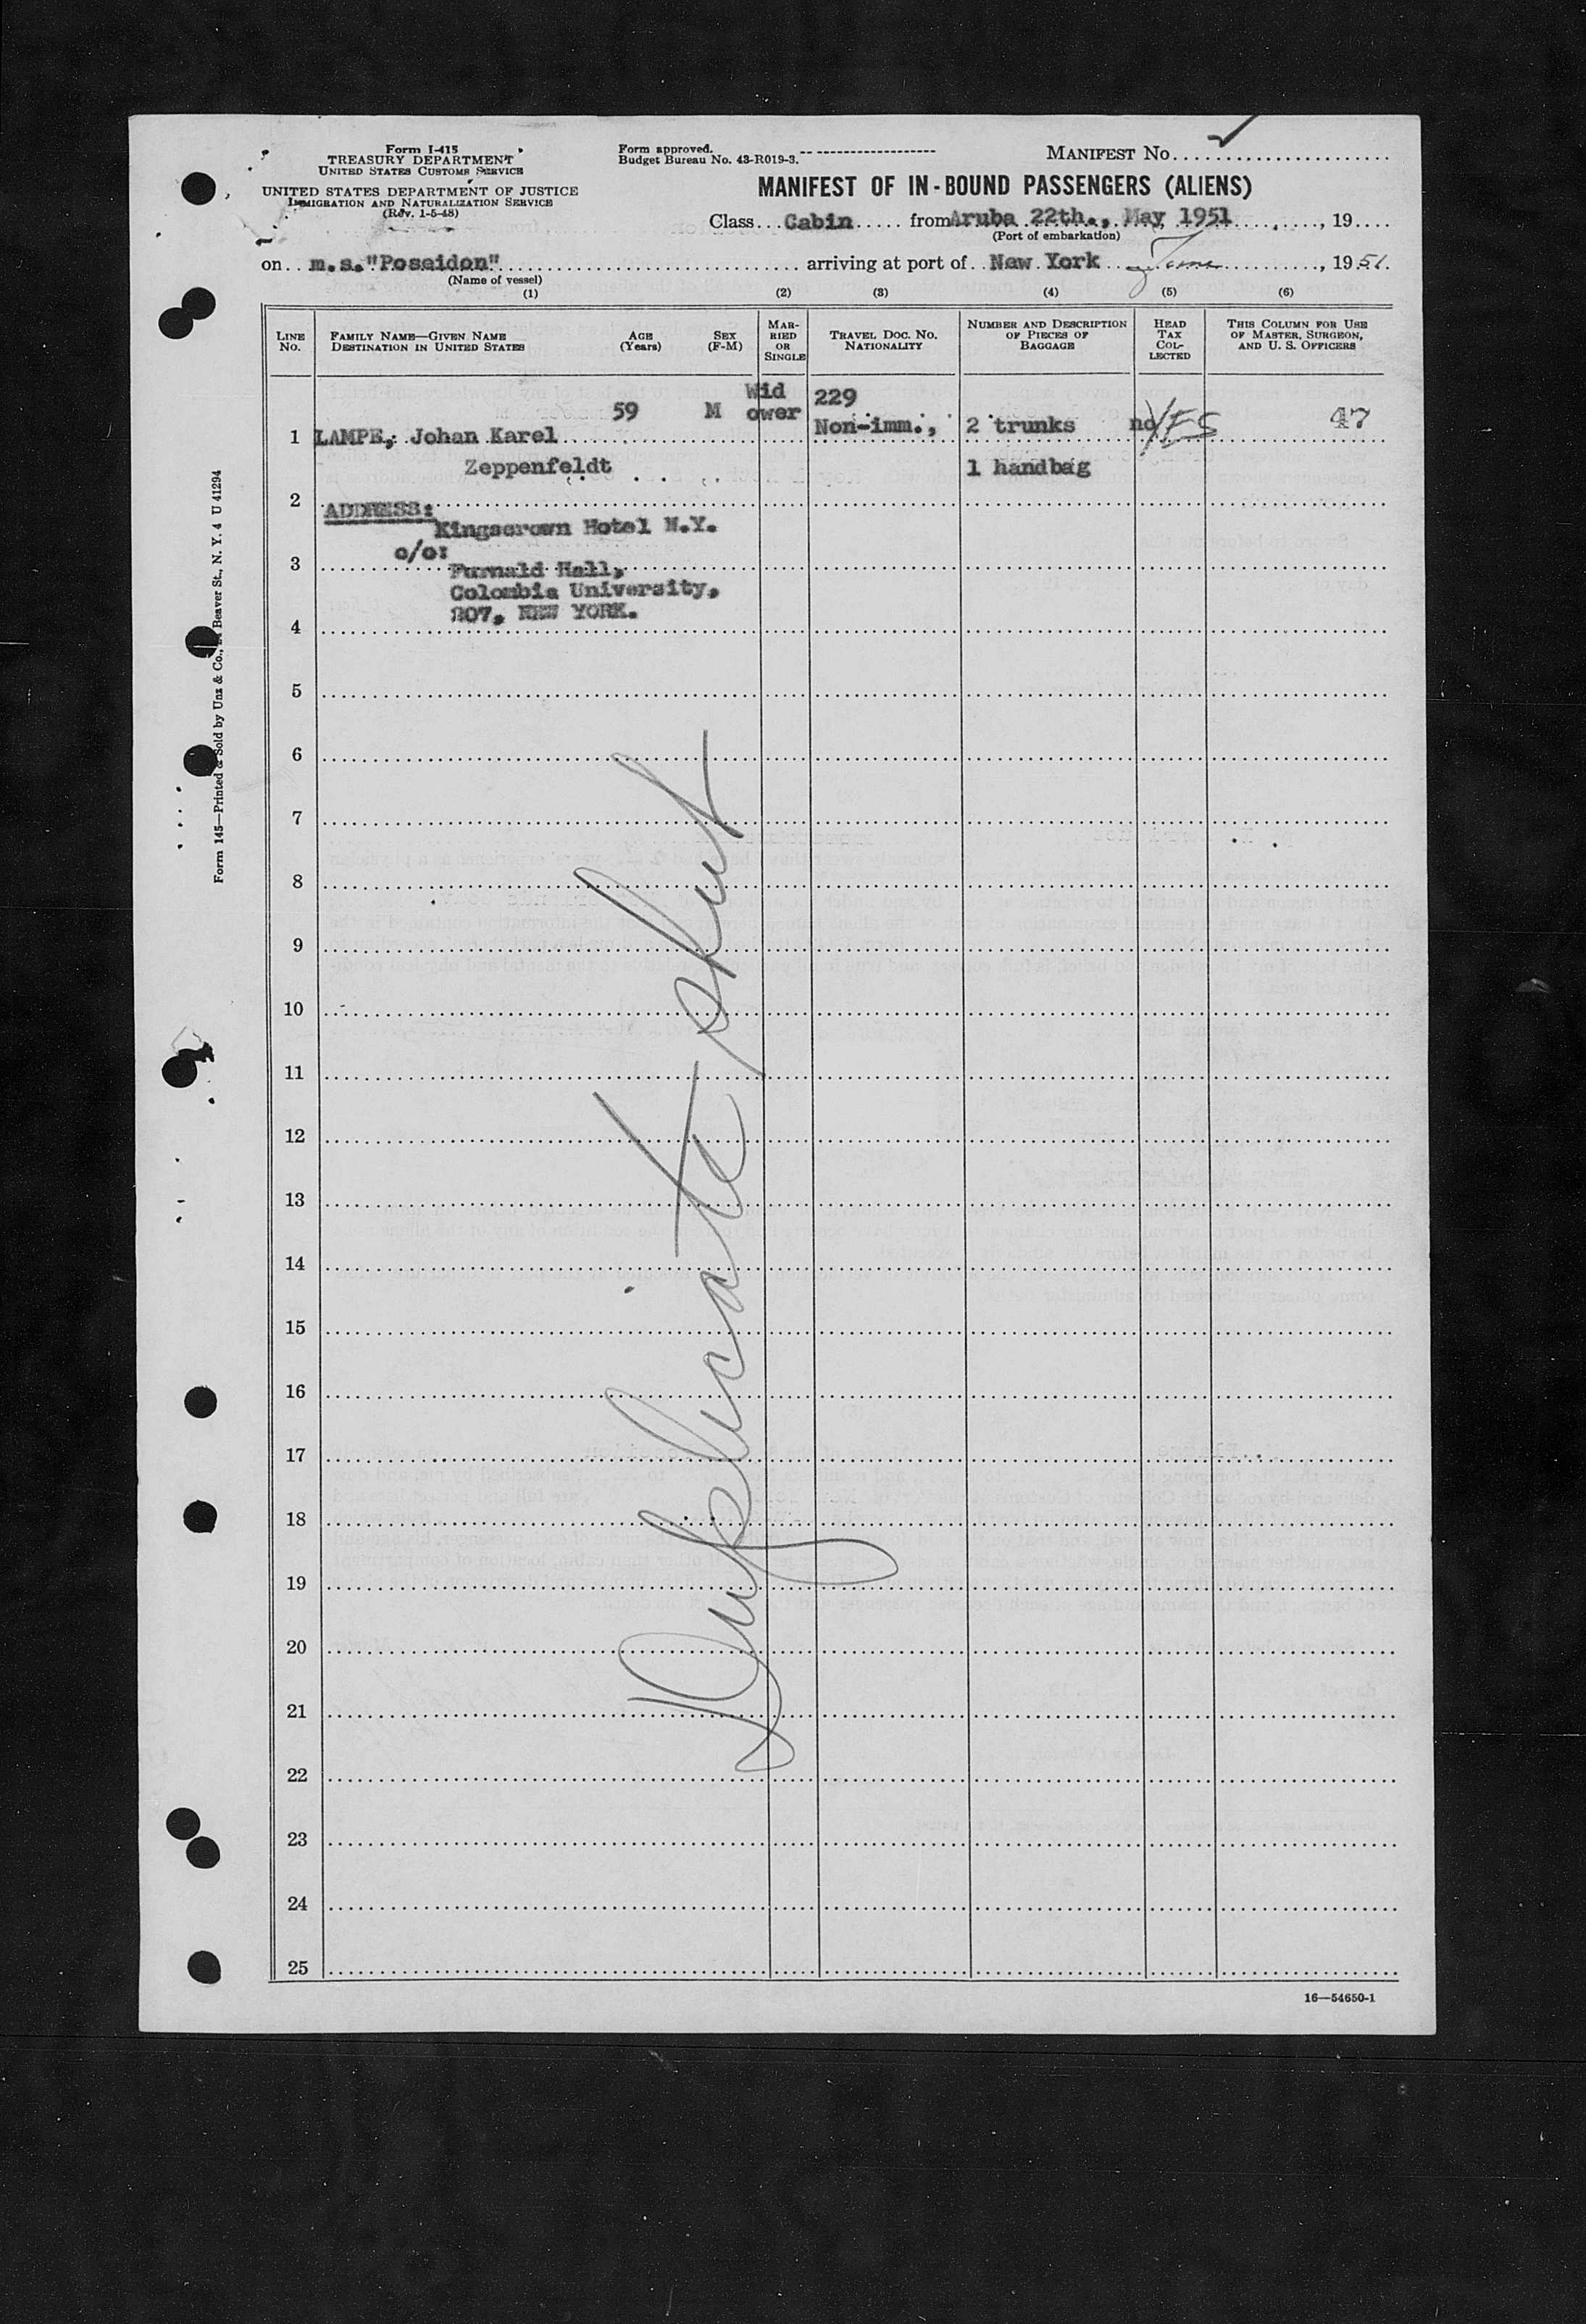 Form I-415
TREASURY DEPARTMENT
UNITED STATES CUSTOMS SERVICE
UNITED STATES DEPARTMENT OF JUSTICE
IMMIGRATION AND NATURALIZATION SERVICE
(Rev. 1-5-48)
Form approved.
Budget Bureau No. 43-R019-3.
MANIFEST No.
MANIFEST OF IN-BOUND PASSENGERS (ALIENS)
Class Cabin from Aruba 22th., May 1951, 19
(Port of embarkation)
on m.s."Poseidon" arriving at port of New York June, 1951.
(Name of vessel)
(1) (2) (3) (4) (5) (6)
LINE No.
FAMILY NAME—GIVEN NAME
DESTINATION IN UNITED STATES
AGE (Years)
SEX (F-M)
MARRIED OR SINGLE
TRAVEL DOC. No.
NATIONALITY
NUMBER AND DESCRIPTION OF PIECES OF BAGGAGE
HEAD TAX COLLECTED
THIS COLUMN FOR USE OF MASTER, SURGEON, AND U. S. OFFICERS
59 M Widower 229
1 LAMPE, Johan Karel Non-imm., 2 trunks no YES 47
Zeppenfeldt 1 handbag
2 ADDRESS:
Kingscrown Hotel N.Y.
c/o:
3 Furnald Hall,
Colombia University,
807, NEW YORK.
4
5
6
7
8
9
10
11
12
13
14
15
16
17
18
19
20
21
22
23
24
25
Duplicate sheet
Form 145—Printed & Sold by Unz & Co., Beaver St., N. Y. 4 U 41294
16—54650-1